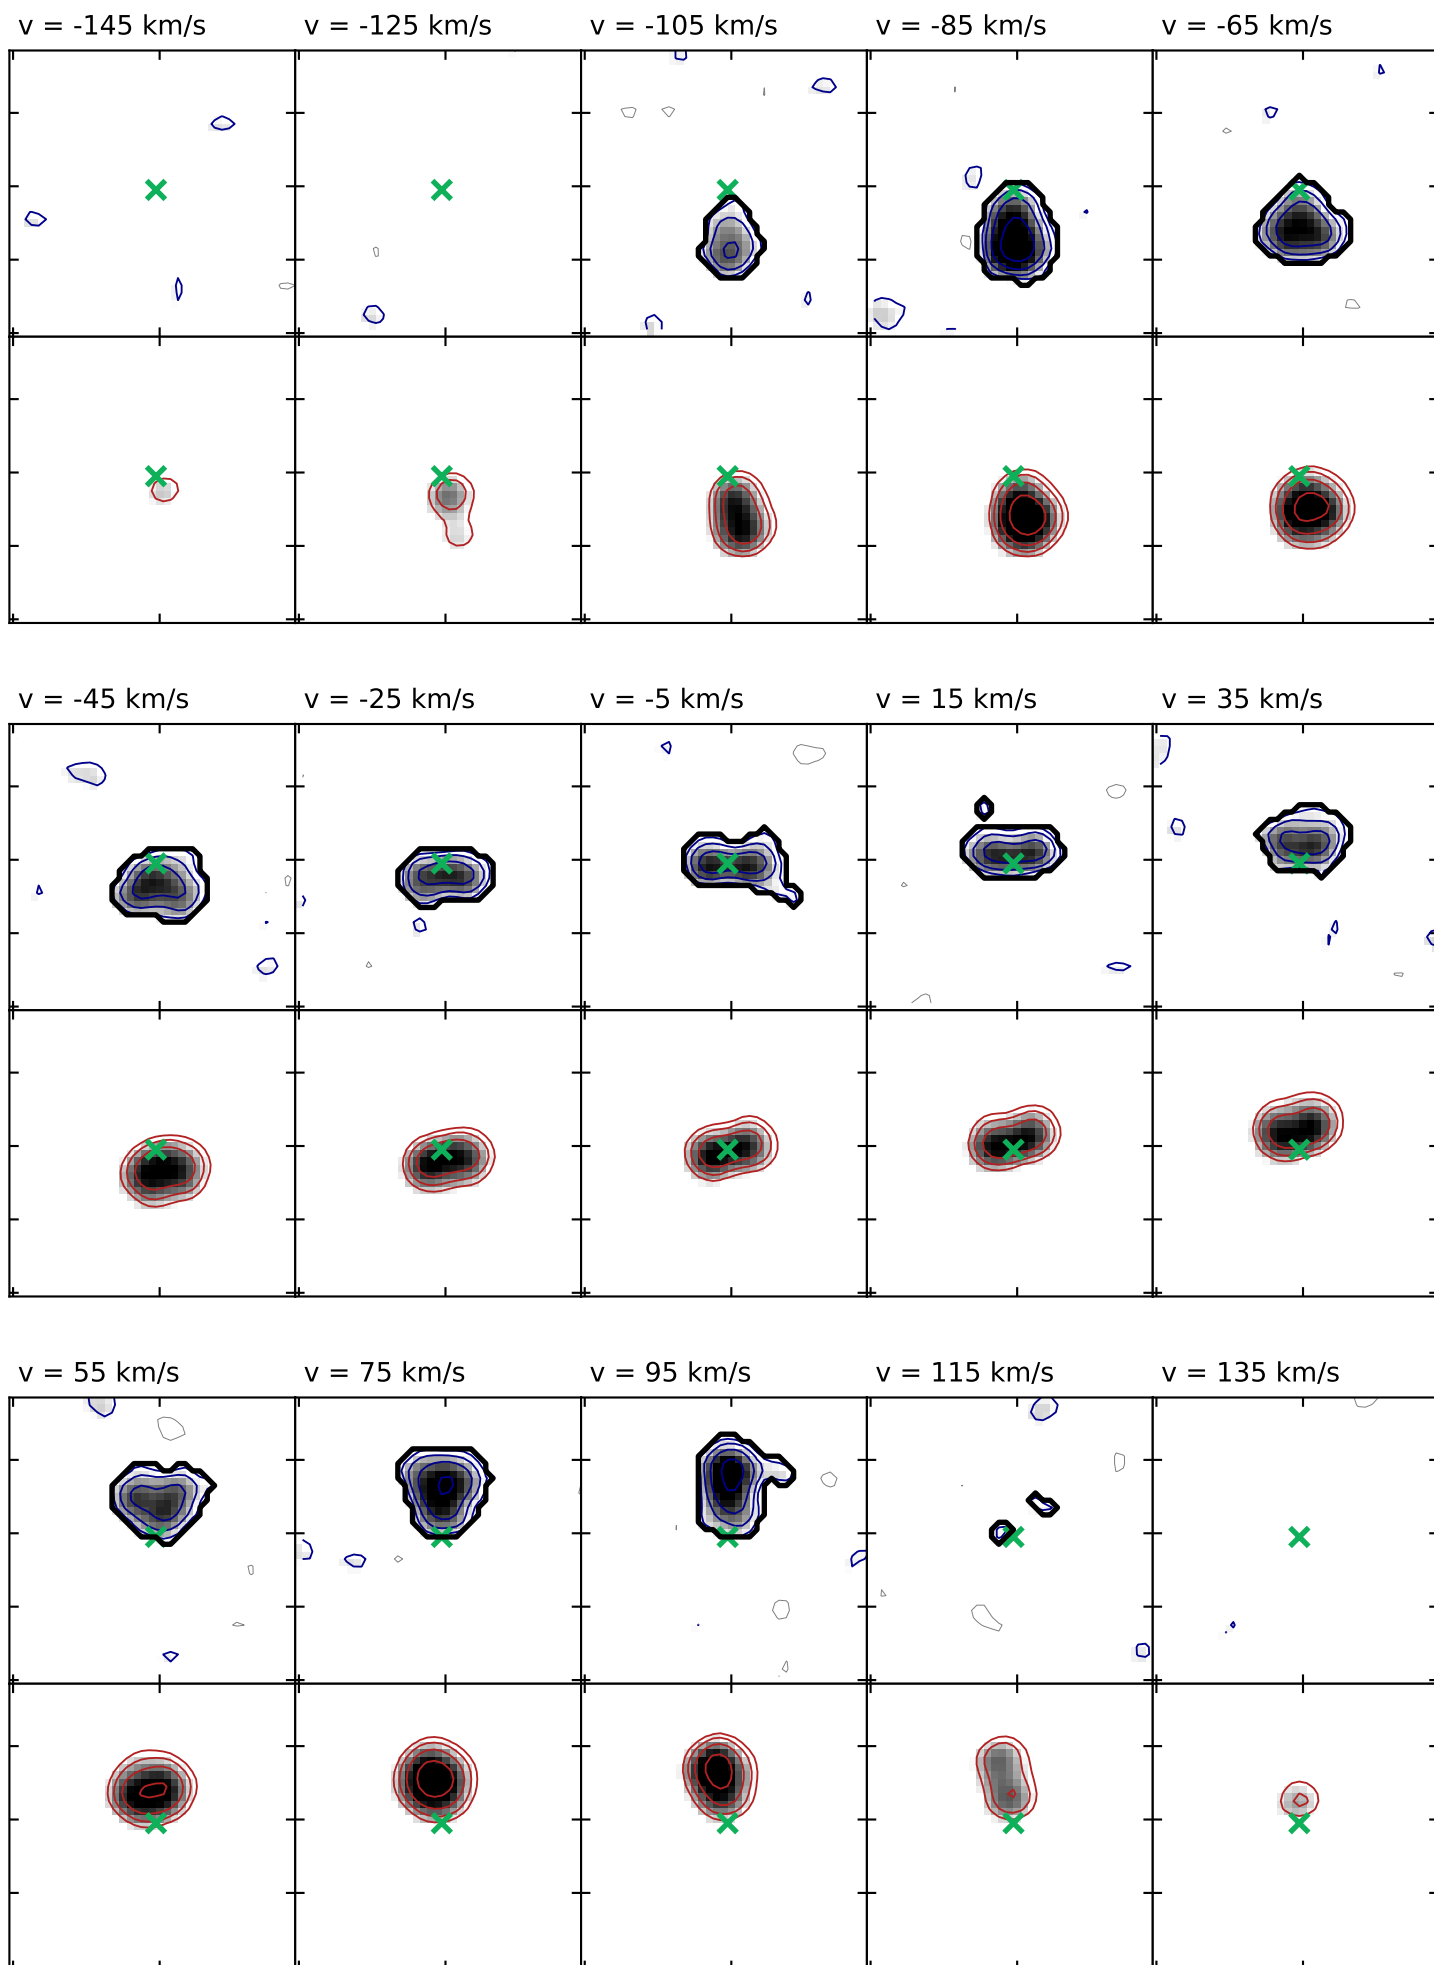 v = -145 km/s
v = -125 km/s
v = -105 km/s
v = -85 km/s
v = -65 km/s
v = -45 km/s
v = -25 km/s
v = -5 km/s
v = 15 km/s
v = 35 km/s
v = 55 km/s
v = 75 km/s
v = 95 km/s
v = 115 km/s
v = 135 km/s